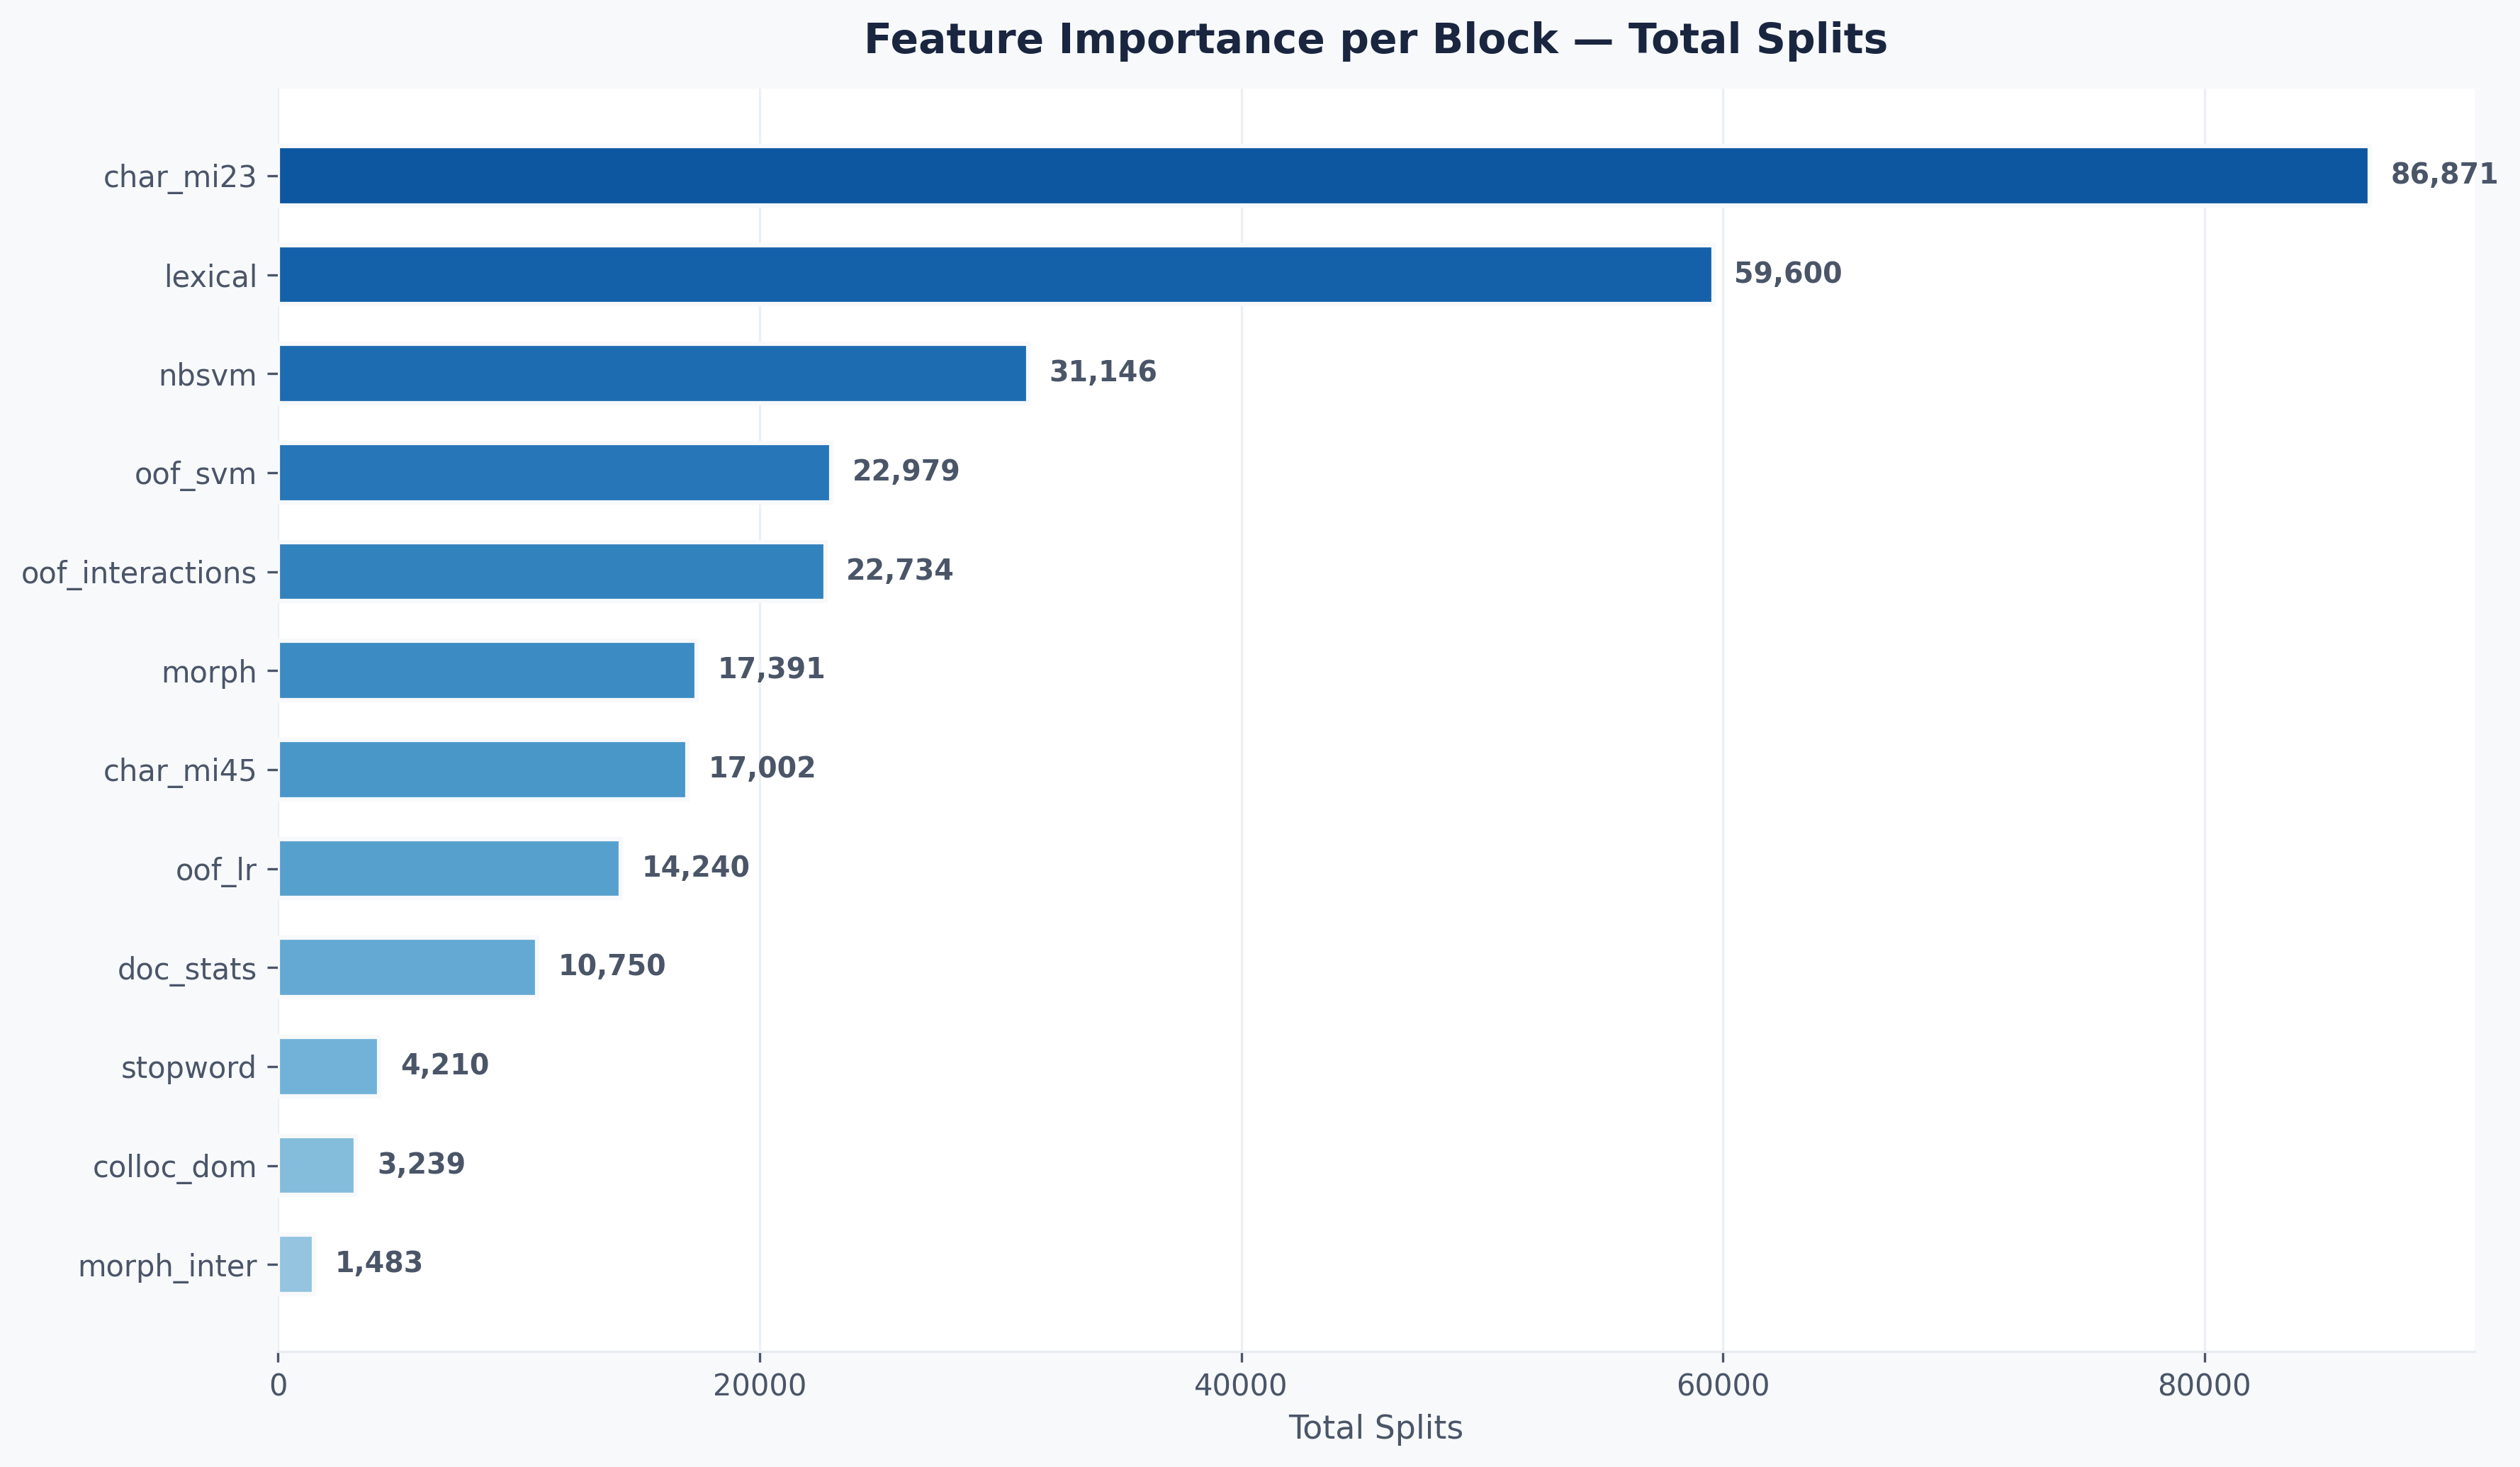 Feature Importance per Block — Total Splits
char_mi23 86,871
lexical 59,600
nbsvm 31,146
oof_svm 22,979
oof_interactions 22,734
morph 17,391
char_mi45 17,002
oof_lr 14,240
doc_stats 10,750
stopword 4,210
colloc_dom 3,239
morph_inter 1,483
0 20000 40000 60000 80000
Total Splits